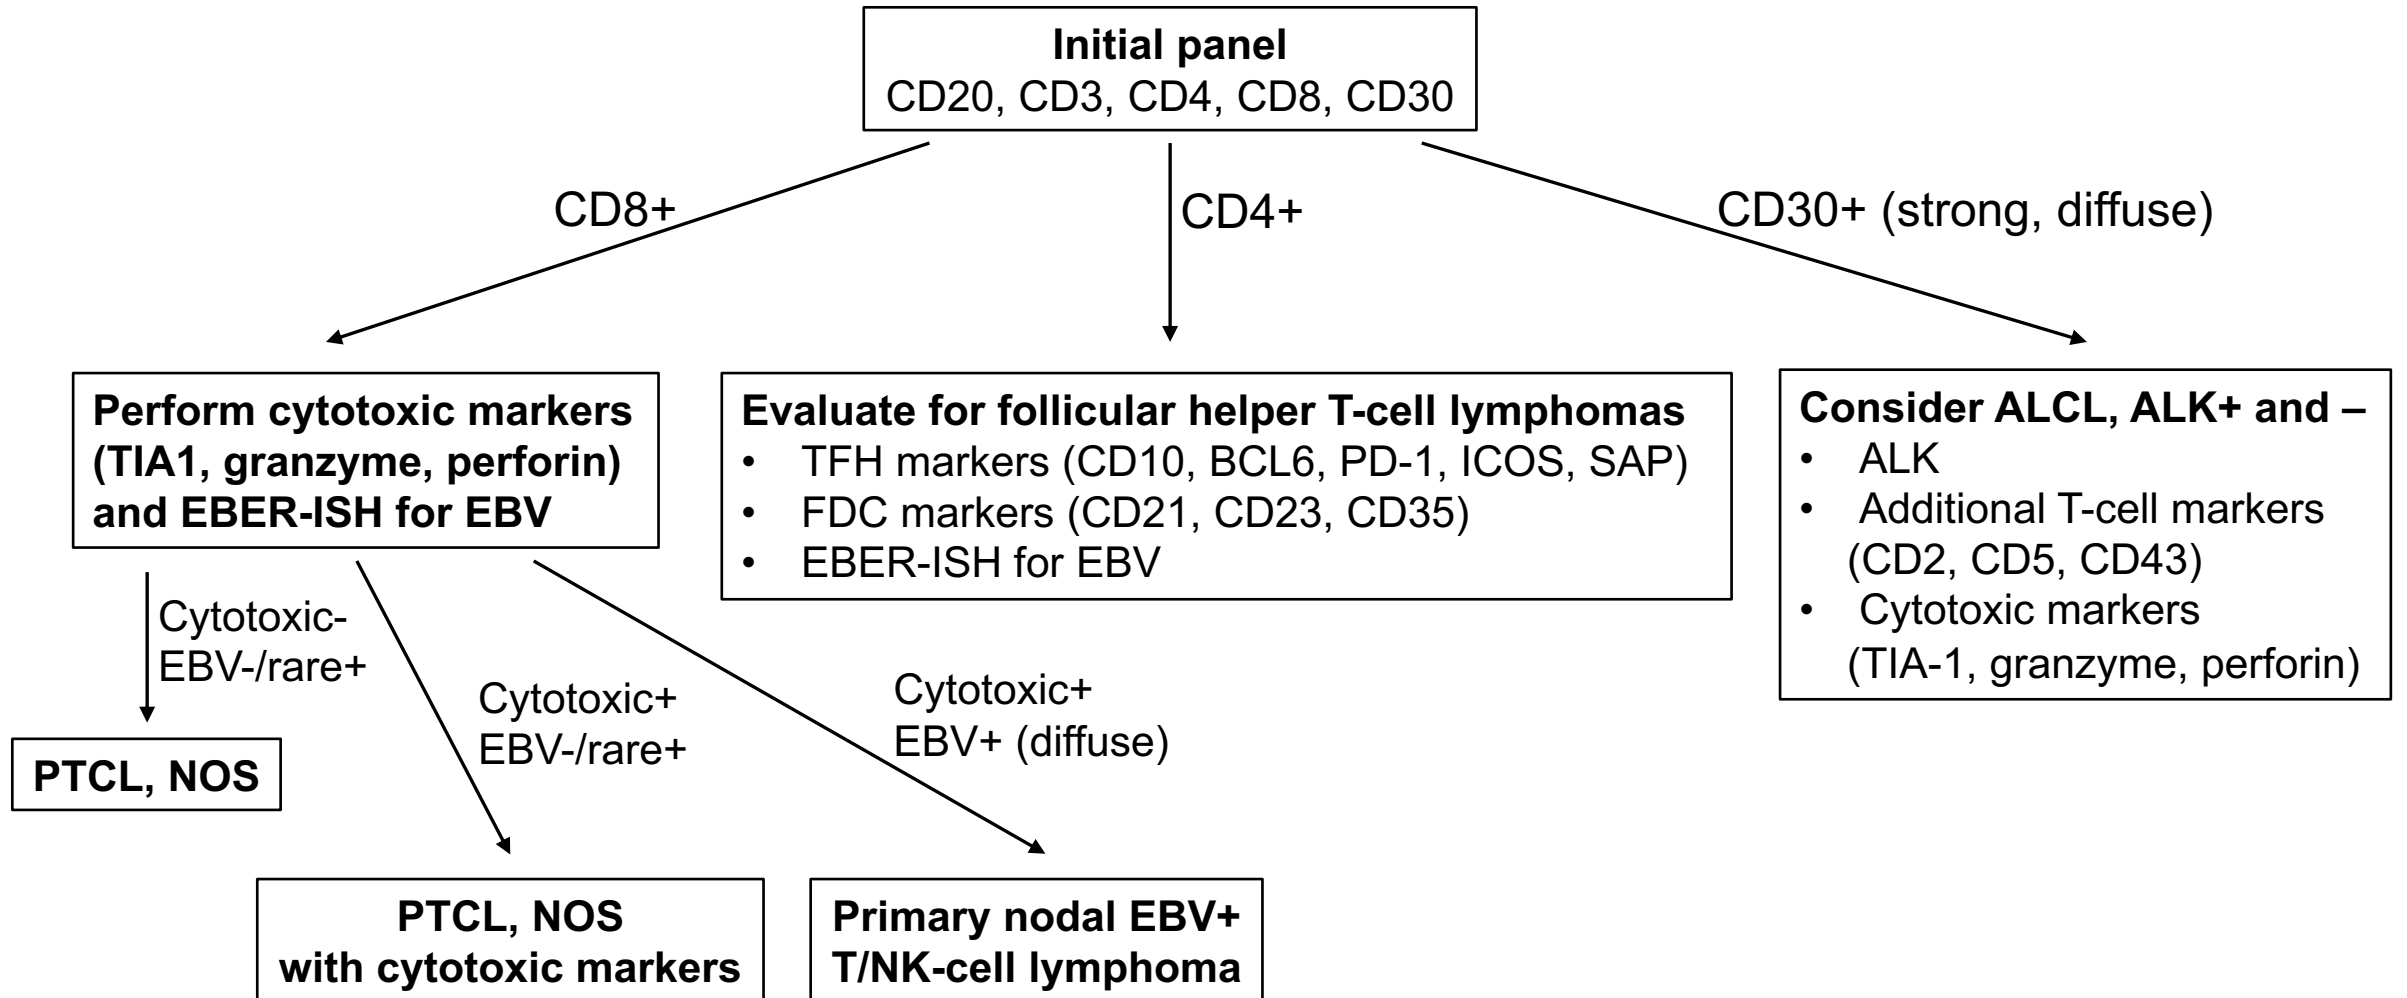 Initial panel
CD20, CD3, CD4, CD8, CD30
CD8+
CD4+
CD30+ (strong, diffuse)
Perform cytotoxic markers
(TIA1, granzyme, perforin)
and EBER-ISH for EBV
Evaluate for follicular helper T-cell lymphomas
• TFH markers (CD10, BCL6, PD-1, ICOS, SAP)
• FDC markers (CD21, CD23, CD35)
• EBER-ISH for EBV
Consider ALCL, ALK+ and –
• ALK
• Additional T-cell markers
(CD2, CD5, CD43)
• Cytotoxic markers
(TIA-1, granzyme, perforin)
Cytotoxic-
EBV-/rare+
Cytotoxic+
EBV-/rare+
Cytotoxic+
EBV+ (diffuse)
PTCL, NOS
PTCL, NOS
with cytotoxic markers
Primary nodal EBV+
T/NK-cell lymphoma